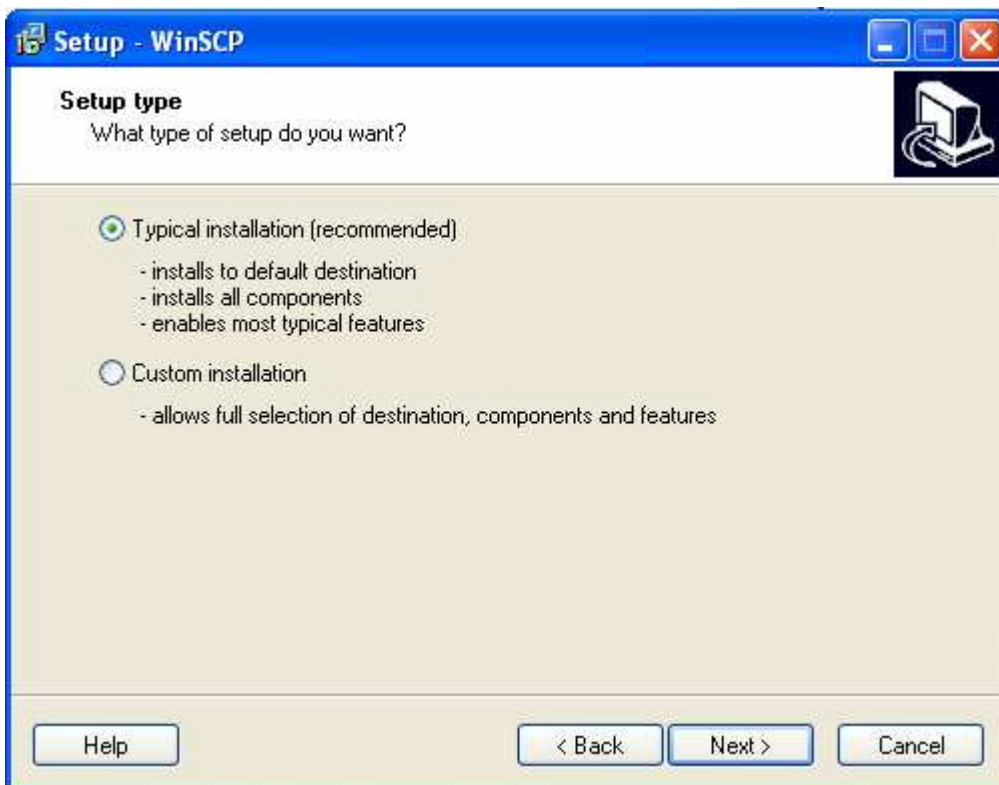 Setup - WinSCP
Setup type
What type of setup do you want?
Typical installation (recommended)
- installs to default destination
- installs all components
- enables most typical features
Custom installation
- allows full selection of destination, components and features
Help
< Back
Next >
Cancel